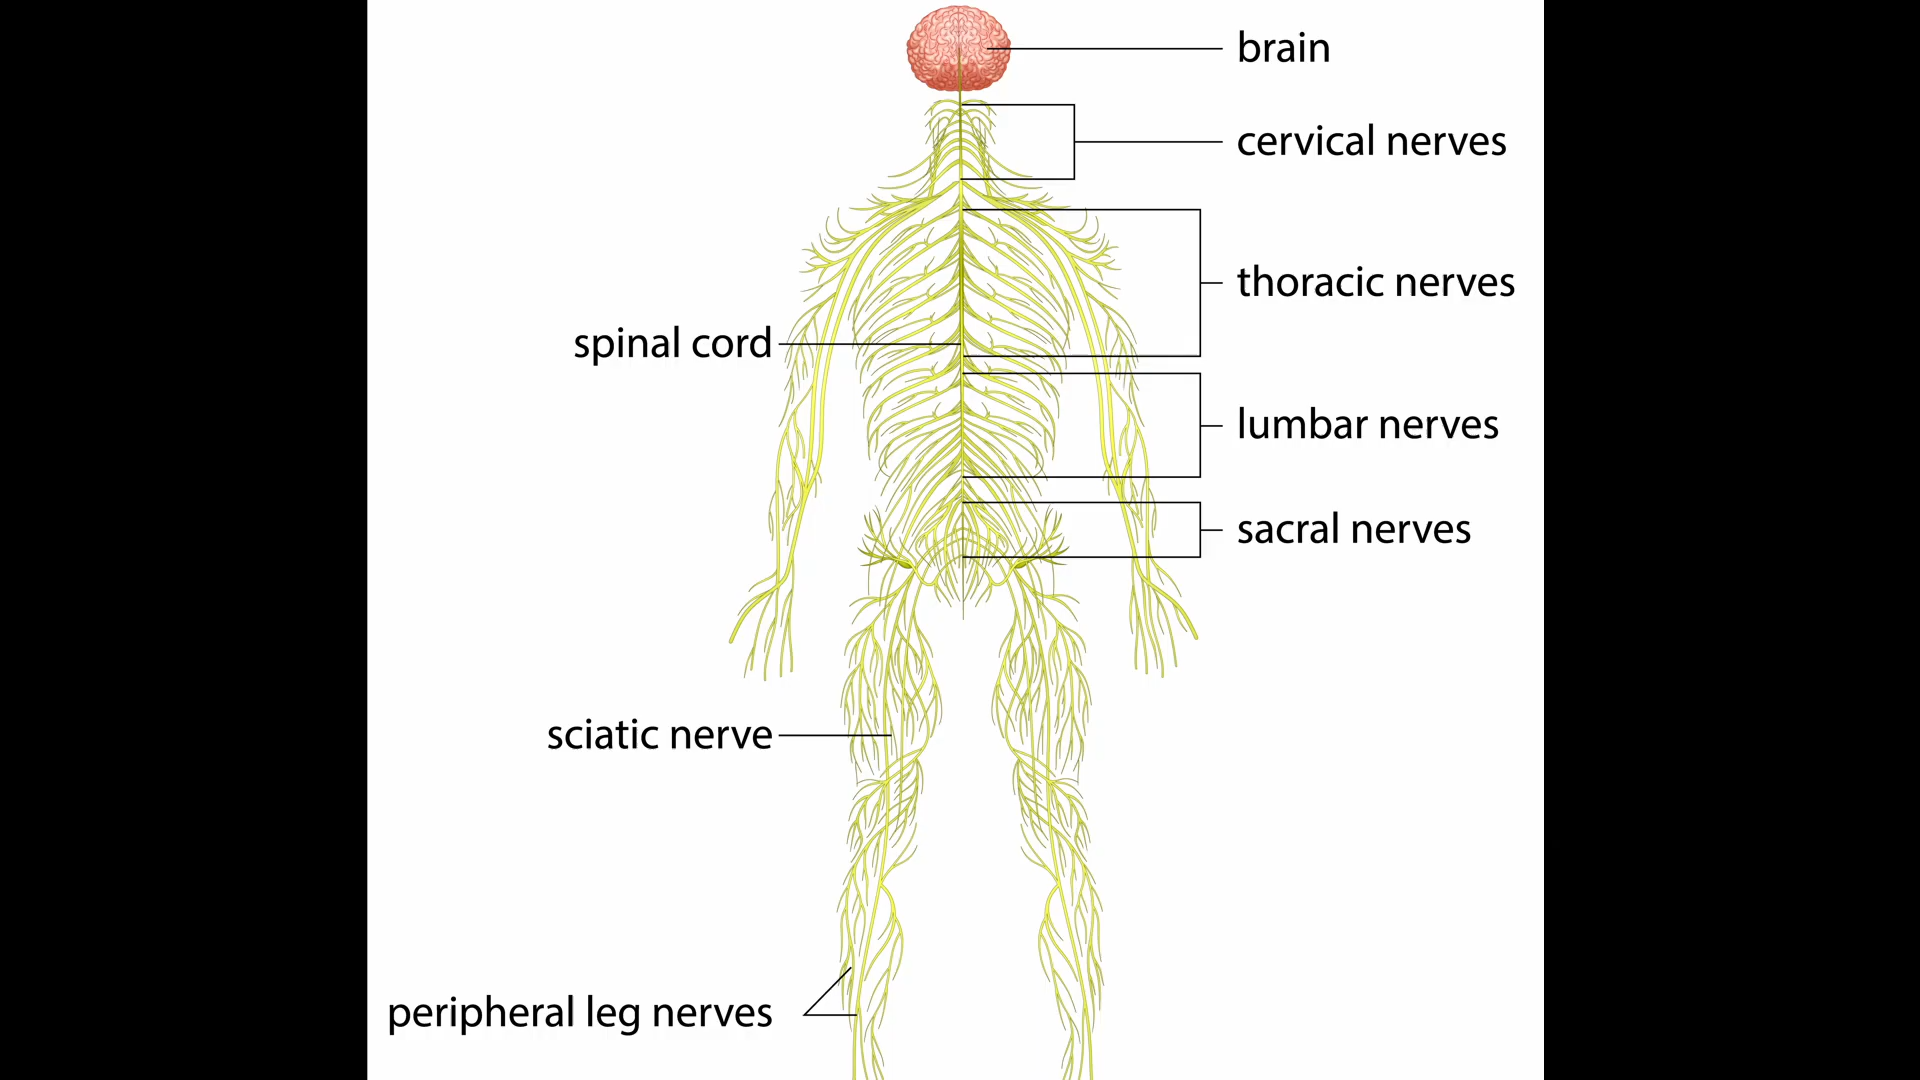 brain
cervical nerves
thoracic nerves
spinal cord
lumbar nerves
sacral nerves
sciatic nerve
peripheral leg nerves